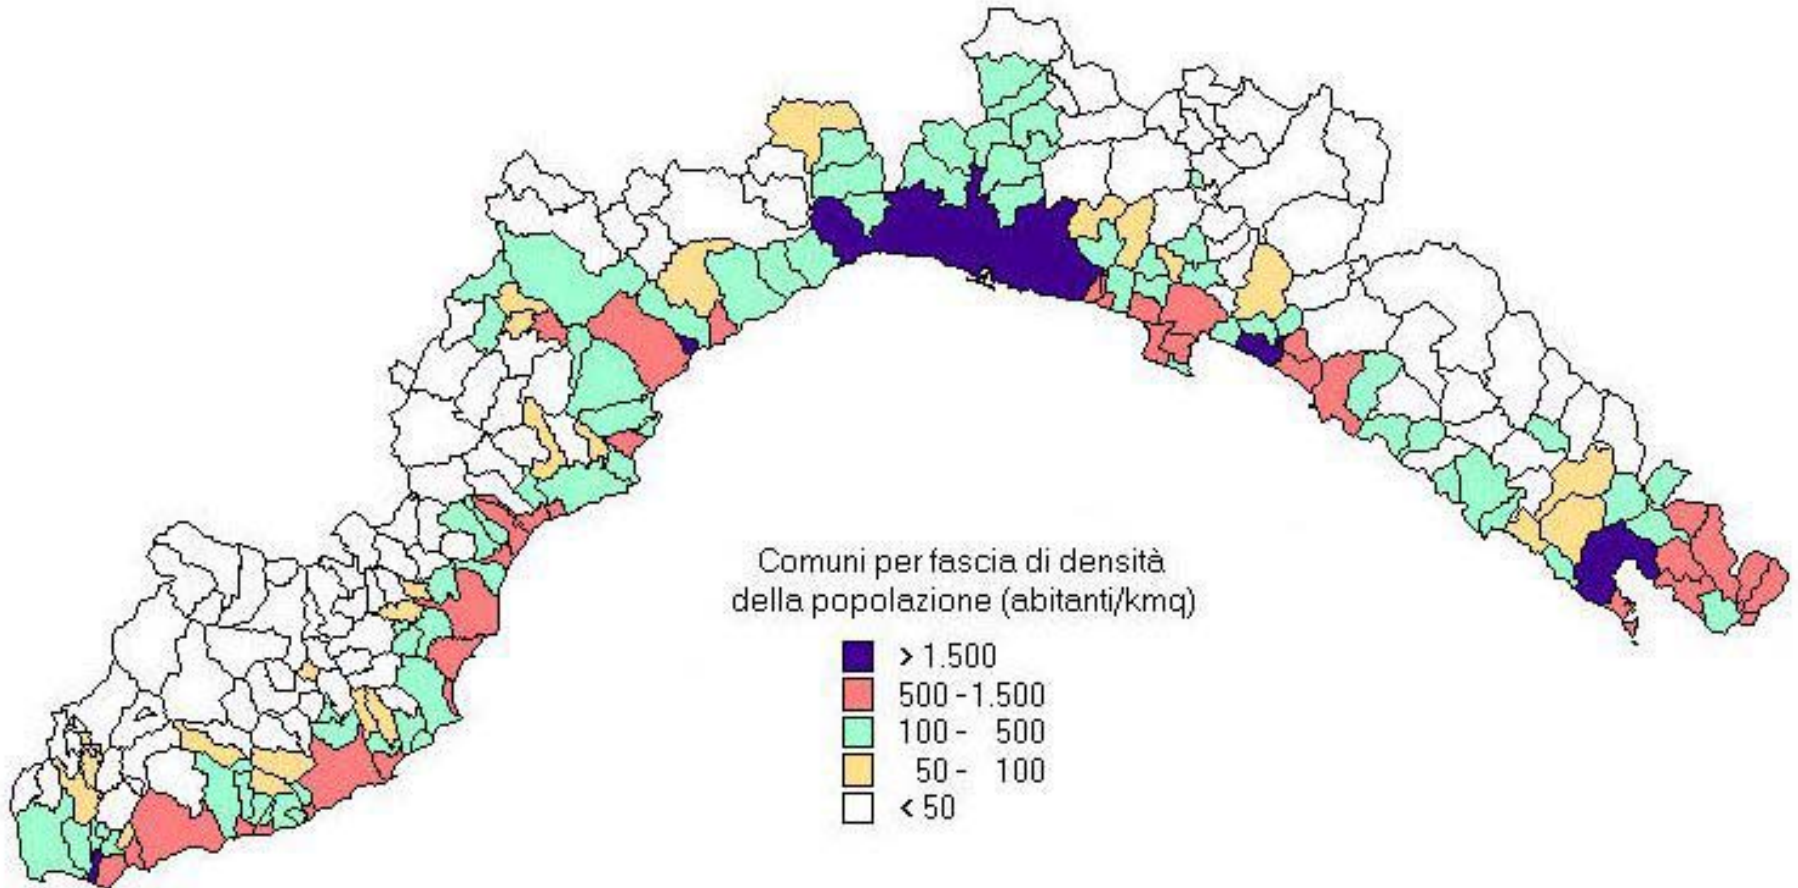 Comuni per fascia di densità
della popolazione (abitanti/kmq)
> 1.500
500 - 1.500
100 - 500
50 - 100
< 50